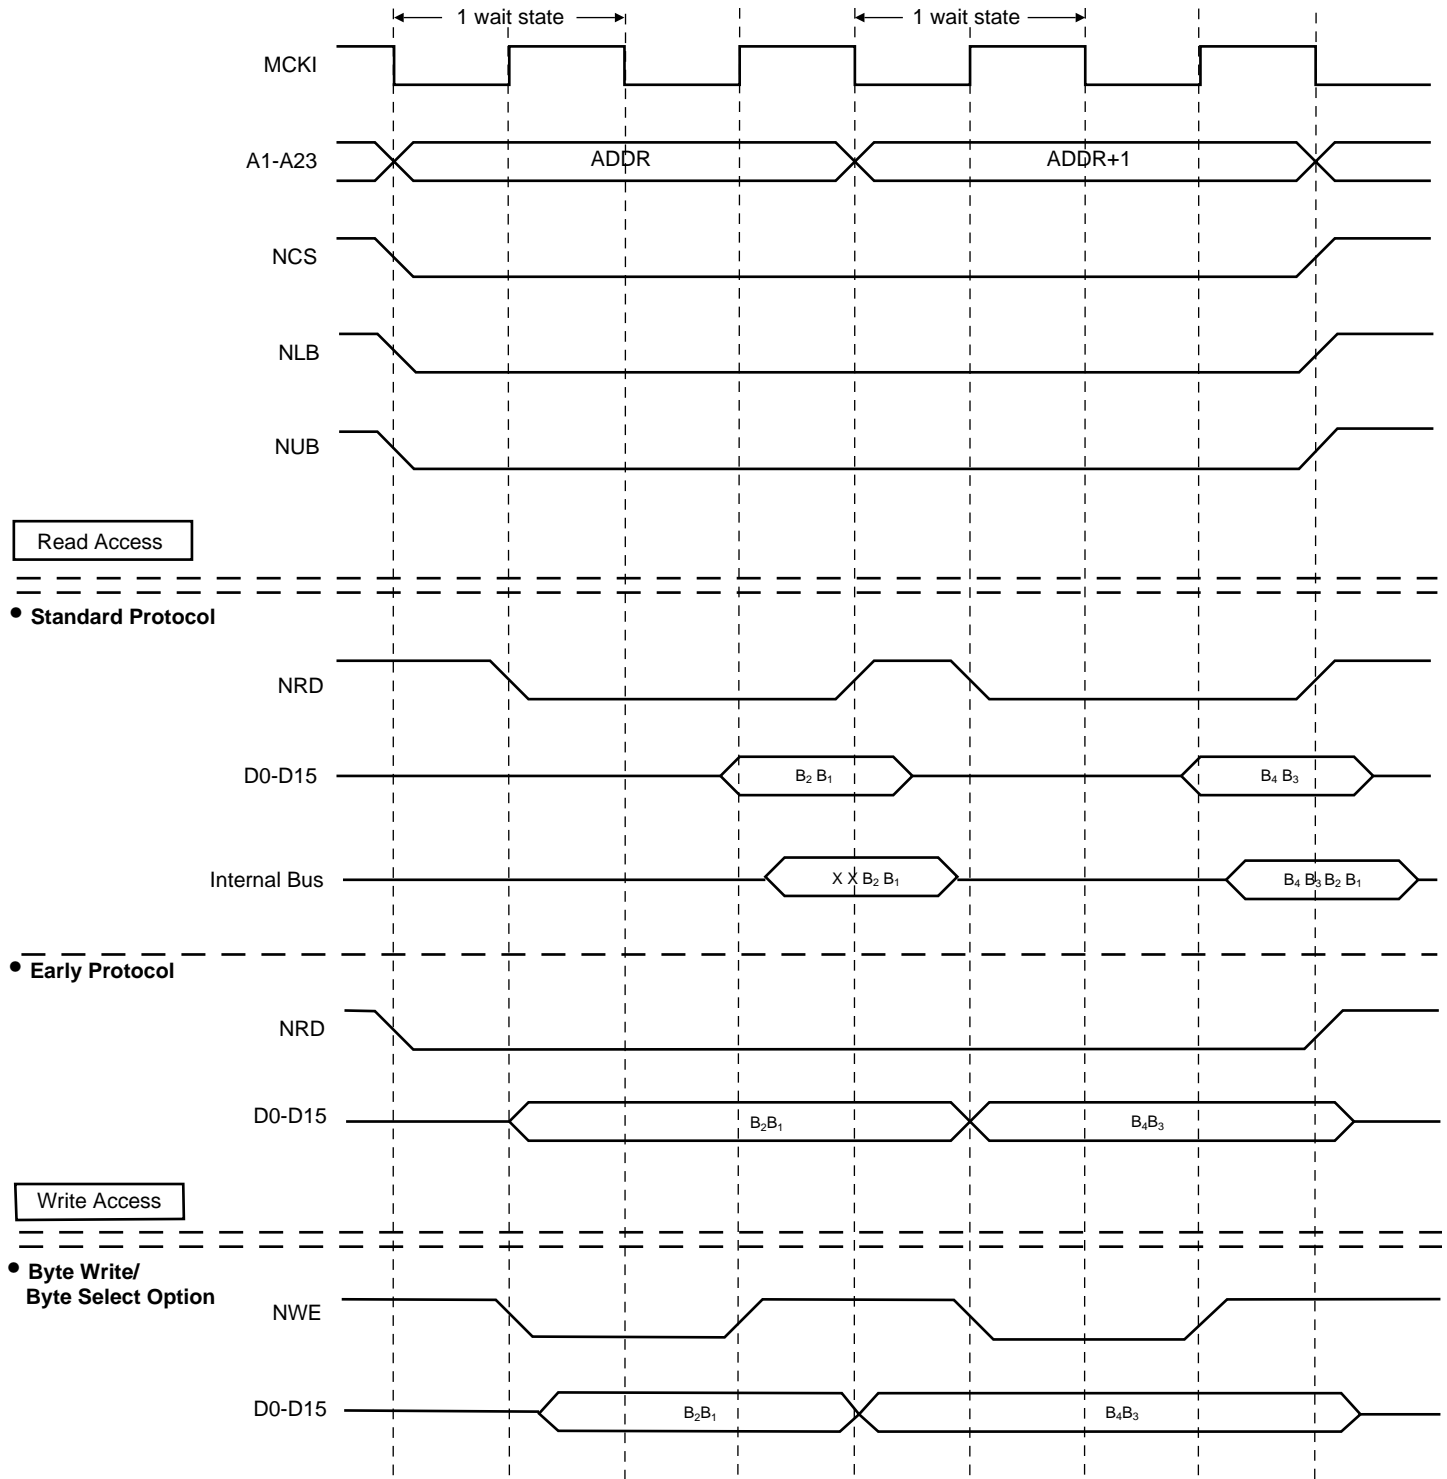 1 wait state 1 wait state
MCKI
A1-A23 ADDR ADDR+1
NCS
NLB
NUB
Read Access
• Standard Protocol
NRD
D0-D15 B₂ B₁ B₄ B₃
Internal Bus X X B₂ B₁ B₄ B₃ B₂ B₁
• Early Protocol
NRD
D0-D15 B₂B₁ B₄B₃
Write Access
• Byte Write/
Byte Select Option
NWE
D0-D15 B₂B₁ B₄B₃